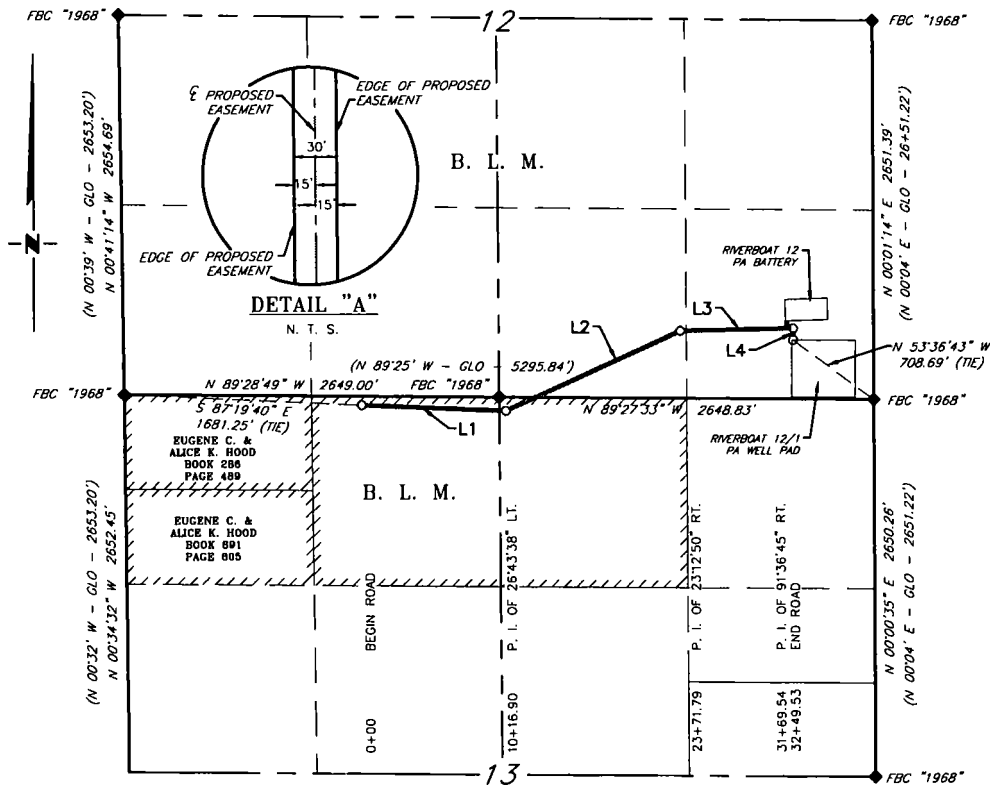 FBC "1968"
12
FBC "1968"
℄ PROPOSED
EASEMENT
EDGE OF PROPOSED
EASEMENT
30'
15'
15'
EDGE OF PROPOSED
EASEMENT
DETAIL "A"
N. T. S.
B. L. M.
(N 00°39' W - GLO - 2653.20')
N 00°41'14" W 2654.69'
N 00°01'14" E 2651.39'
(N 00°04' E - GLO - 26+51.22')
N
RIVERBOAT 12
PA BATTERY
L2
L3
L4
N 53°36'43" W
708.69' (TIE)
(N 89°25' W - GLO - 5295.84')
FBC "1968"
N 89°28'49" W 2649.00'
FBC "1968"
N 89°27'33" W 2648.83'
FBC "1968"
S 87°19'40" E
1681.25' (TIE)
L1
RIVERBOAT 12/1
PA WELL PAD
EUGENE C. &
ALICE K. HOOD
BOOK 286
PAGE 489
B. L. M.
EUGENE C. &
ALICE K. HOOD
BOOK 691
PAGE 605
(N 00°32' W - GLO - 2653.20')
N 00°34'32" W 2652.45'
0+00 BEGIN ROAD
10+16.90 P. I. OF 26°43'38" LT.
23+71.79 P. I. OF 23°12'50" RT.
31+69.54 P. I. OF 91°36'45" RT.
32+49.53 END ROAD
N 00°00'35" E 2650.26'
(N 00°04' E - GLO - 2651.22')
13
FBC "1968"